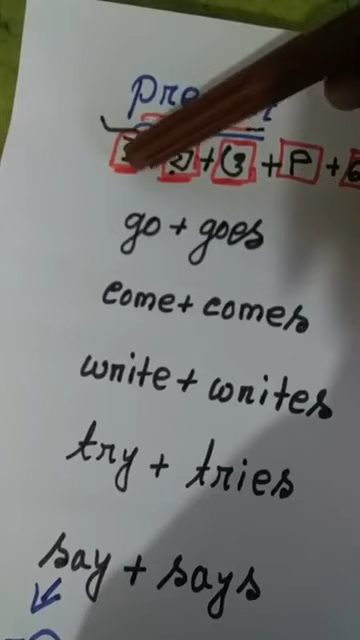 go + goes
come + comes
write + writes
try + tries
say + says